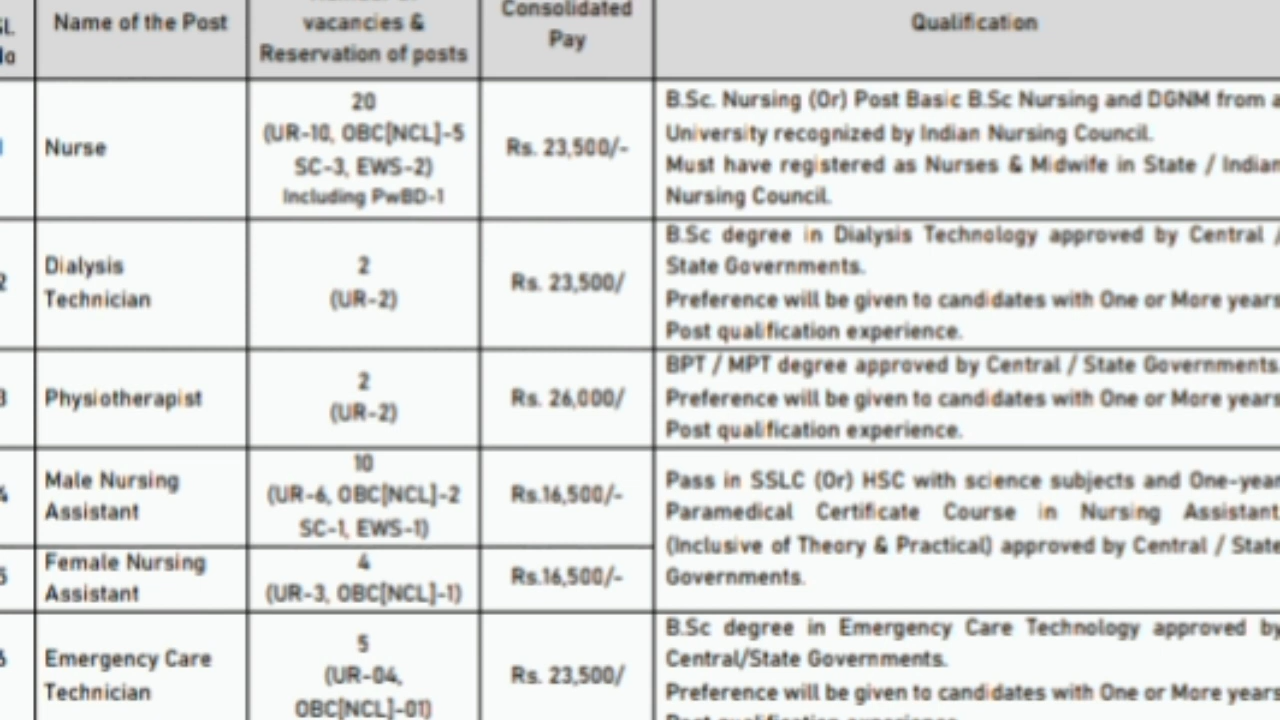 Name of the Post
vacancies &
Reservation of posts
Consolidated
Pay
Qualification
Nurse
20
(UR-10, OBC[NCL]-5
SC-3, EWS-2)
Including PwBD-1
Rs. 23,500/-
B.Sc. Nursing (Or) Post Basic B.Sc Nursing and DGNM from a
University recognized by Indian Nursing Council.
Must have registered as Nurses & Midwife in State / Indian
Nursing Council.
2
Dialysis
Technician
2
(UR-2)
Rs. 23,500/
B.Sc degree in Dialysis Technology approved by Central /
State Governments.
Preference will be given to candidates with One or More years
Post qualification experience.
3
Physiotherapist
2
(UR-2)
Rs. 26,000/
BPT / MPT degree approved by Central / State Governments.
Preference will be given to candidates with One or More years
Post qualification experience.
4
Male Nursing
Assistant
10
(UR-6, OBC[NCL]-2
SC-1, EWS-1)
Rs.16,500/-
Pass in SSLC (Or) HSC with science subjects and One-year
Paramedical Certificate Course in Nursing Assistant
(Inclusive of Theory & Practical) approved by Central / State
Governments.
5
Female Nursing
Assistant
4
(UR-3, OBC[NCL]-1)
Rs.16,500/-
6
Emergency Care
Technician
5
(UR-04,
OBC[NCL]-01)
Rs. 23,500/
B.Sc degree in Emergency Care Technology approved by
Central/State Governments.
Preference will be given to candidates with One or More years
Post qualification experience.